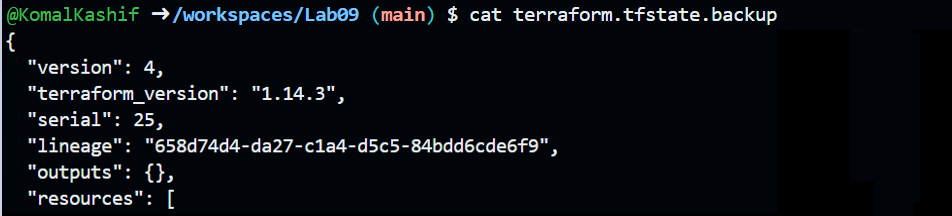 @KomalKashif ➜/workspaces/Lab09 (main) $ cat terraform.tfstate.backup
{
  "version": 4,
  "terraform_version": "1.14.3",
  "serial": 25,
  "lineage": "658d74d4-da27-c1a4-d5c5-84bdd6cde6f9",
  "outputs": {},
  "resources": [